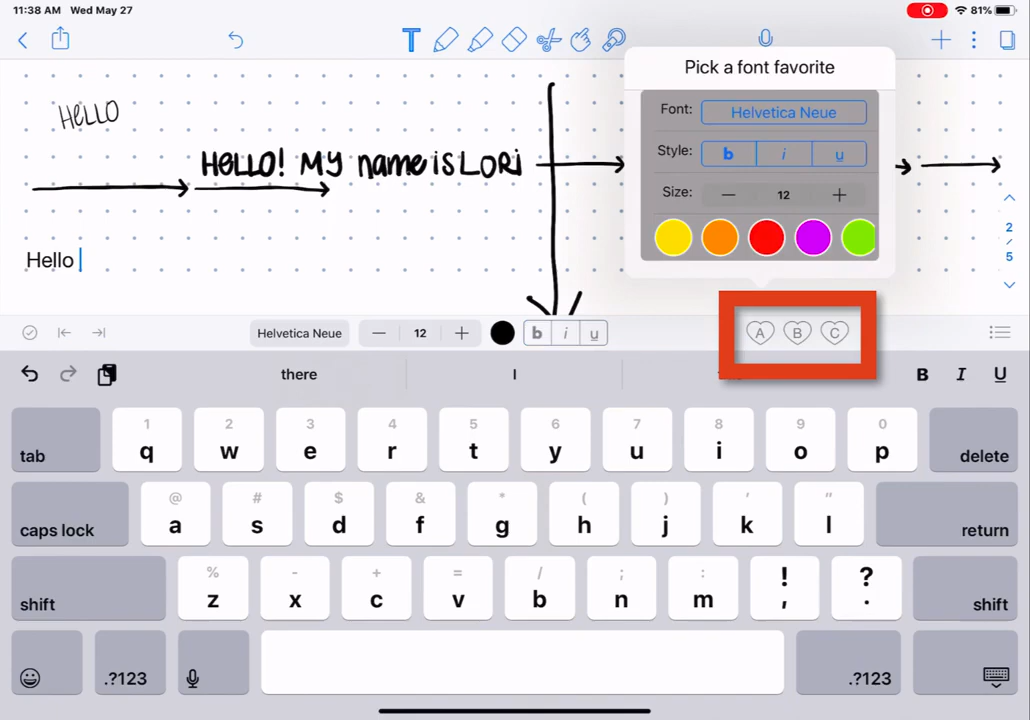 11:38 AM Wed May 27
81%
T
Pick a font favorite
Font: Helvetica Neue
Style: b i u
Size: — 12 +
HELLO
HELLO! MY name is LORi
Hello
2
/
5
Helvetica Neue — 12 + b i u A B C
there I B I U
1 2 3 4 5 6 7 8 9 0
tab q w e r t y u i o p delete
@ # $ & * ( ) ' "
caps lock a s d f g h j k l return
% - + = / ; : ! ?
shift z x c v b n m , . shift
.?123 .?123